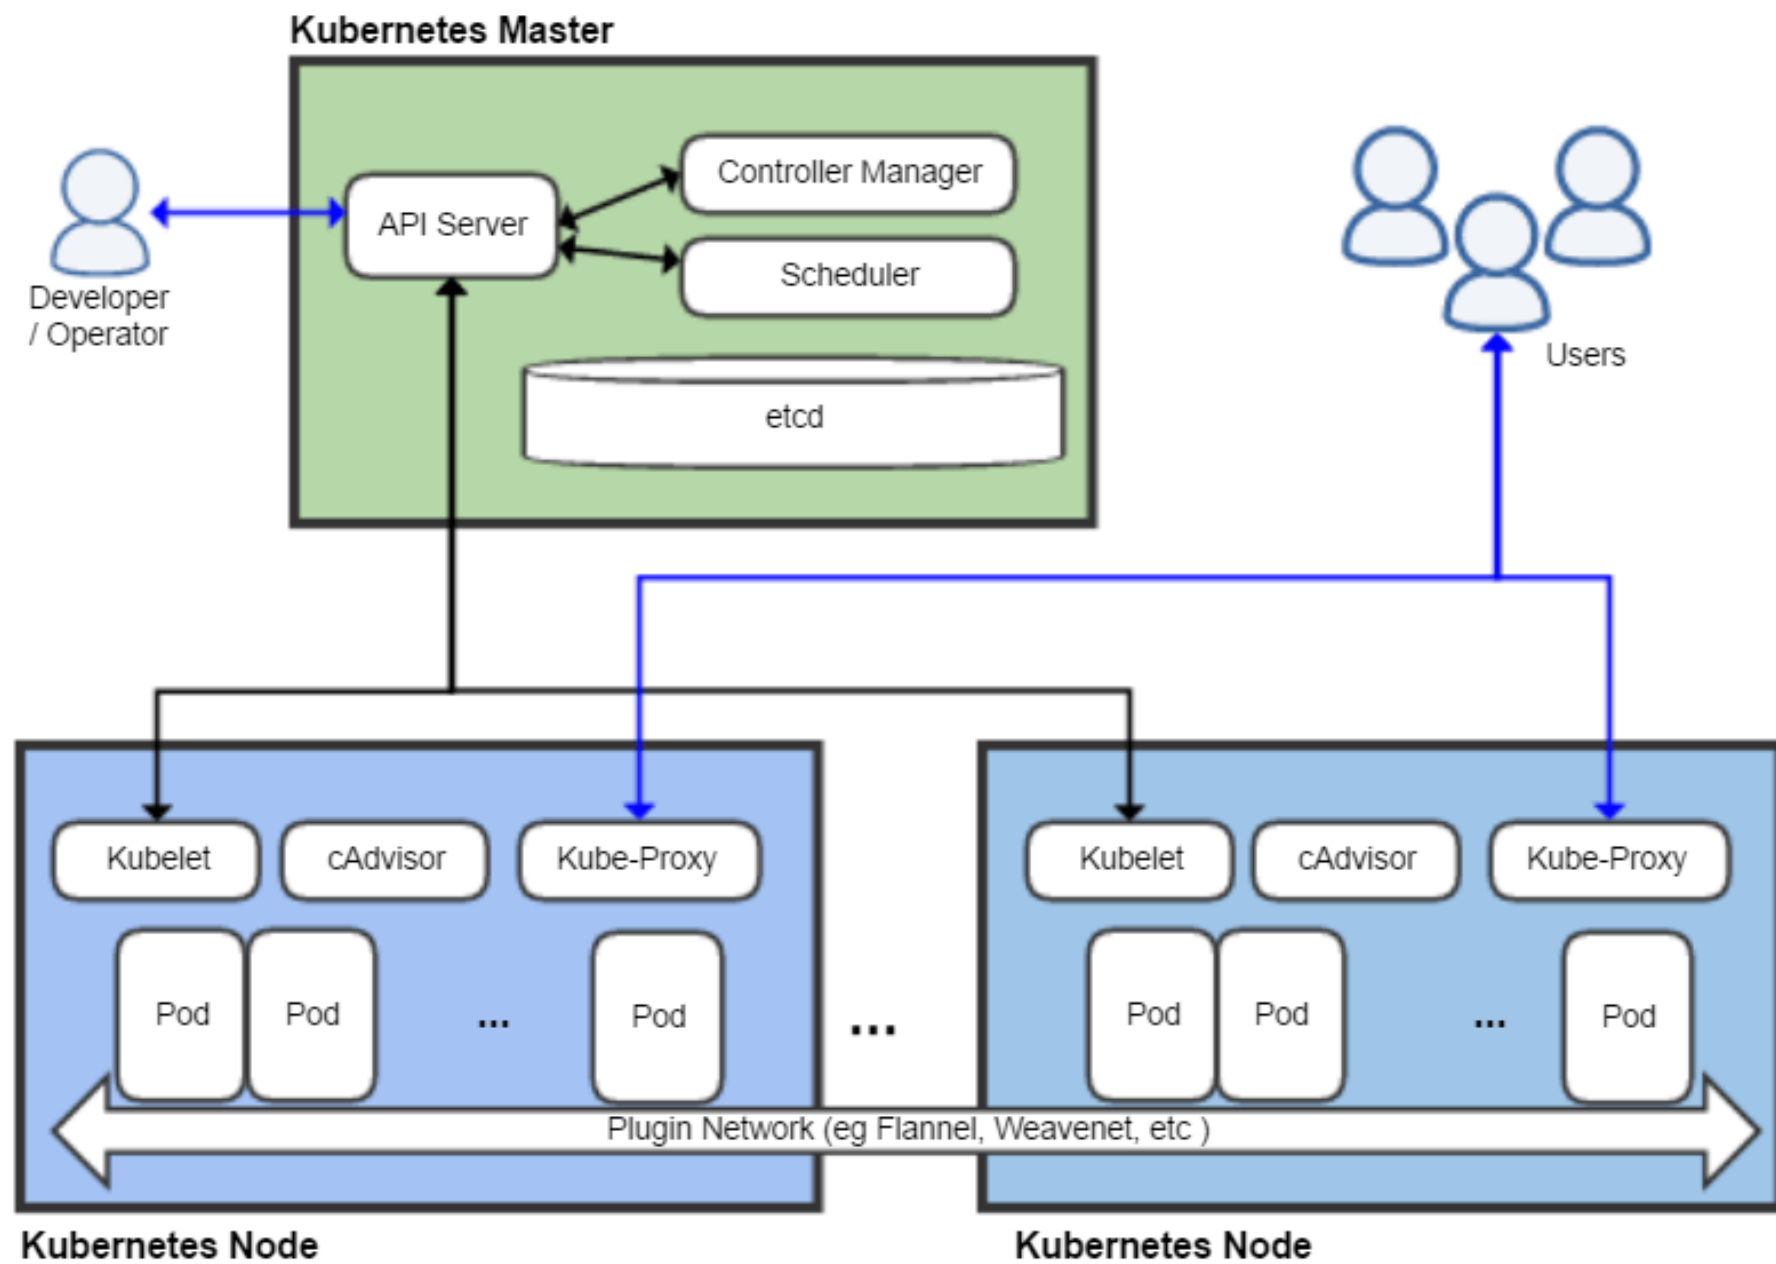 Kubernetes Master
Controller Manager
API Server
Scheduler
etcd
Developer
/ Operator
Users
Kubelet
cAdvisor
Kube-Proxy
Kubelet
cAdvisor
Kube-Proxy
Pod
Pod
...
Pod
...
Pod
Pod
...
Pod
Plugin Network (eg Flannel, Weavenet, etc )
Kubernetes Node
Kubernetes Node